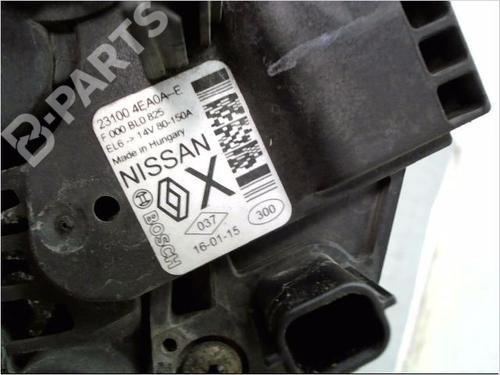 B-PARTS
23100 4EA0A-E
F 000 BL0 825
EL6 -> 14V 80-150A
Made in Hungary
NISSAN
X
BOSCH
037
300
16-01-15